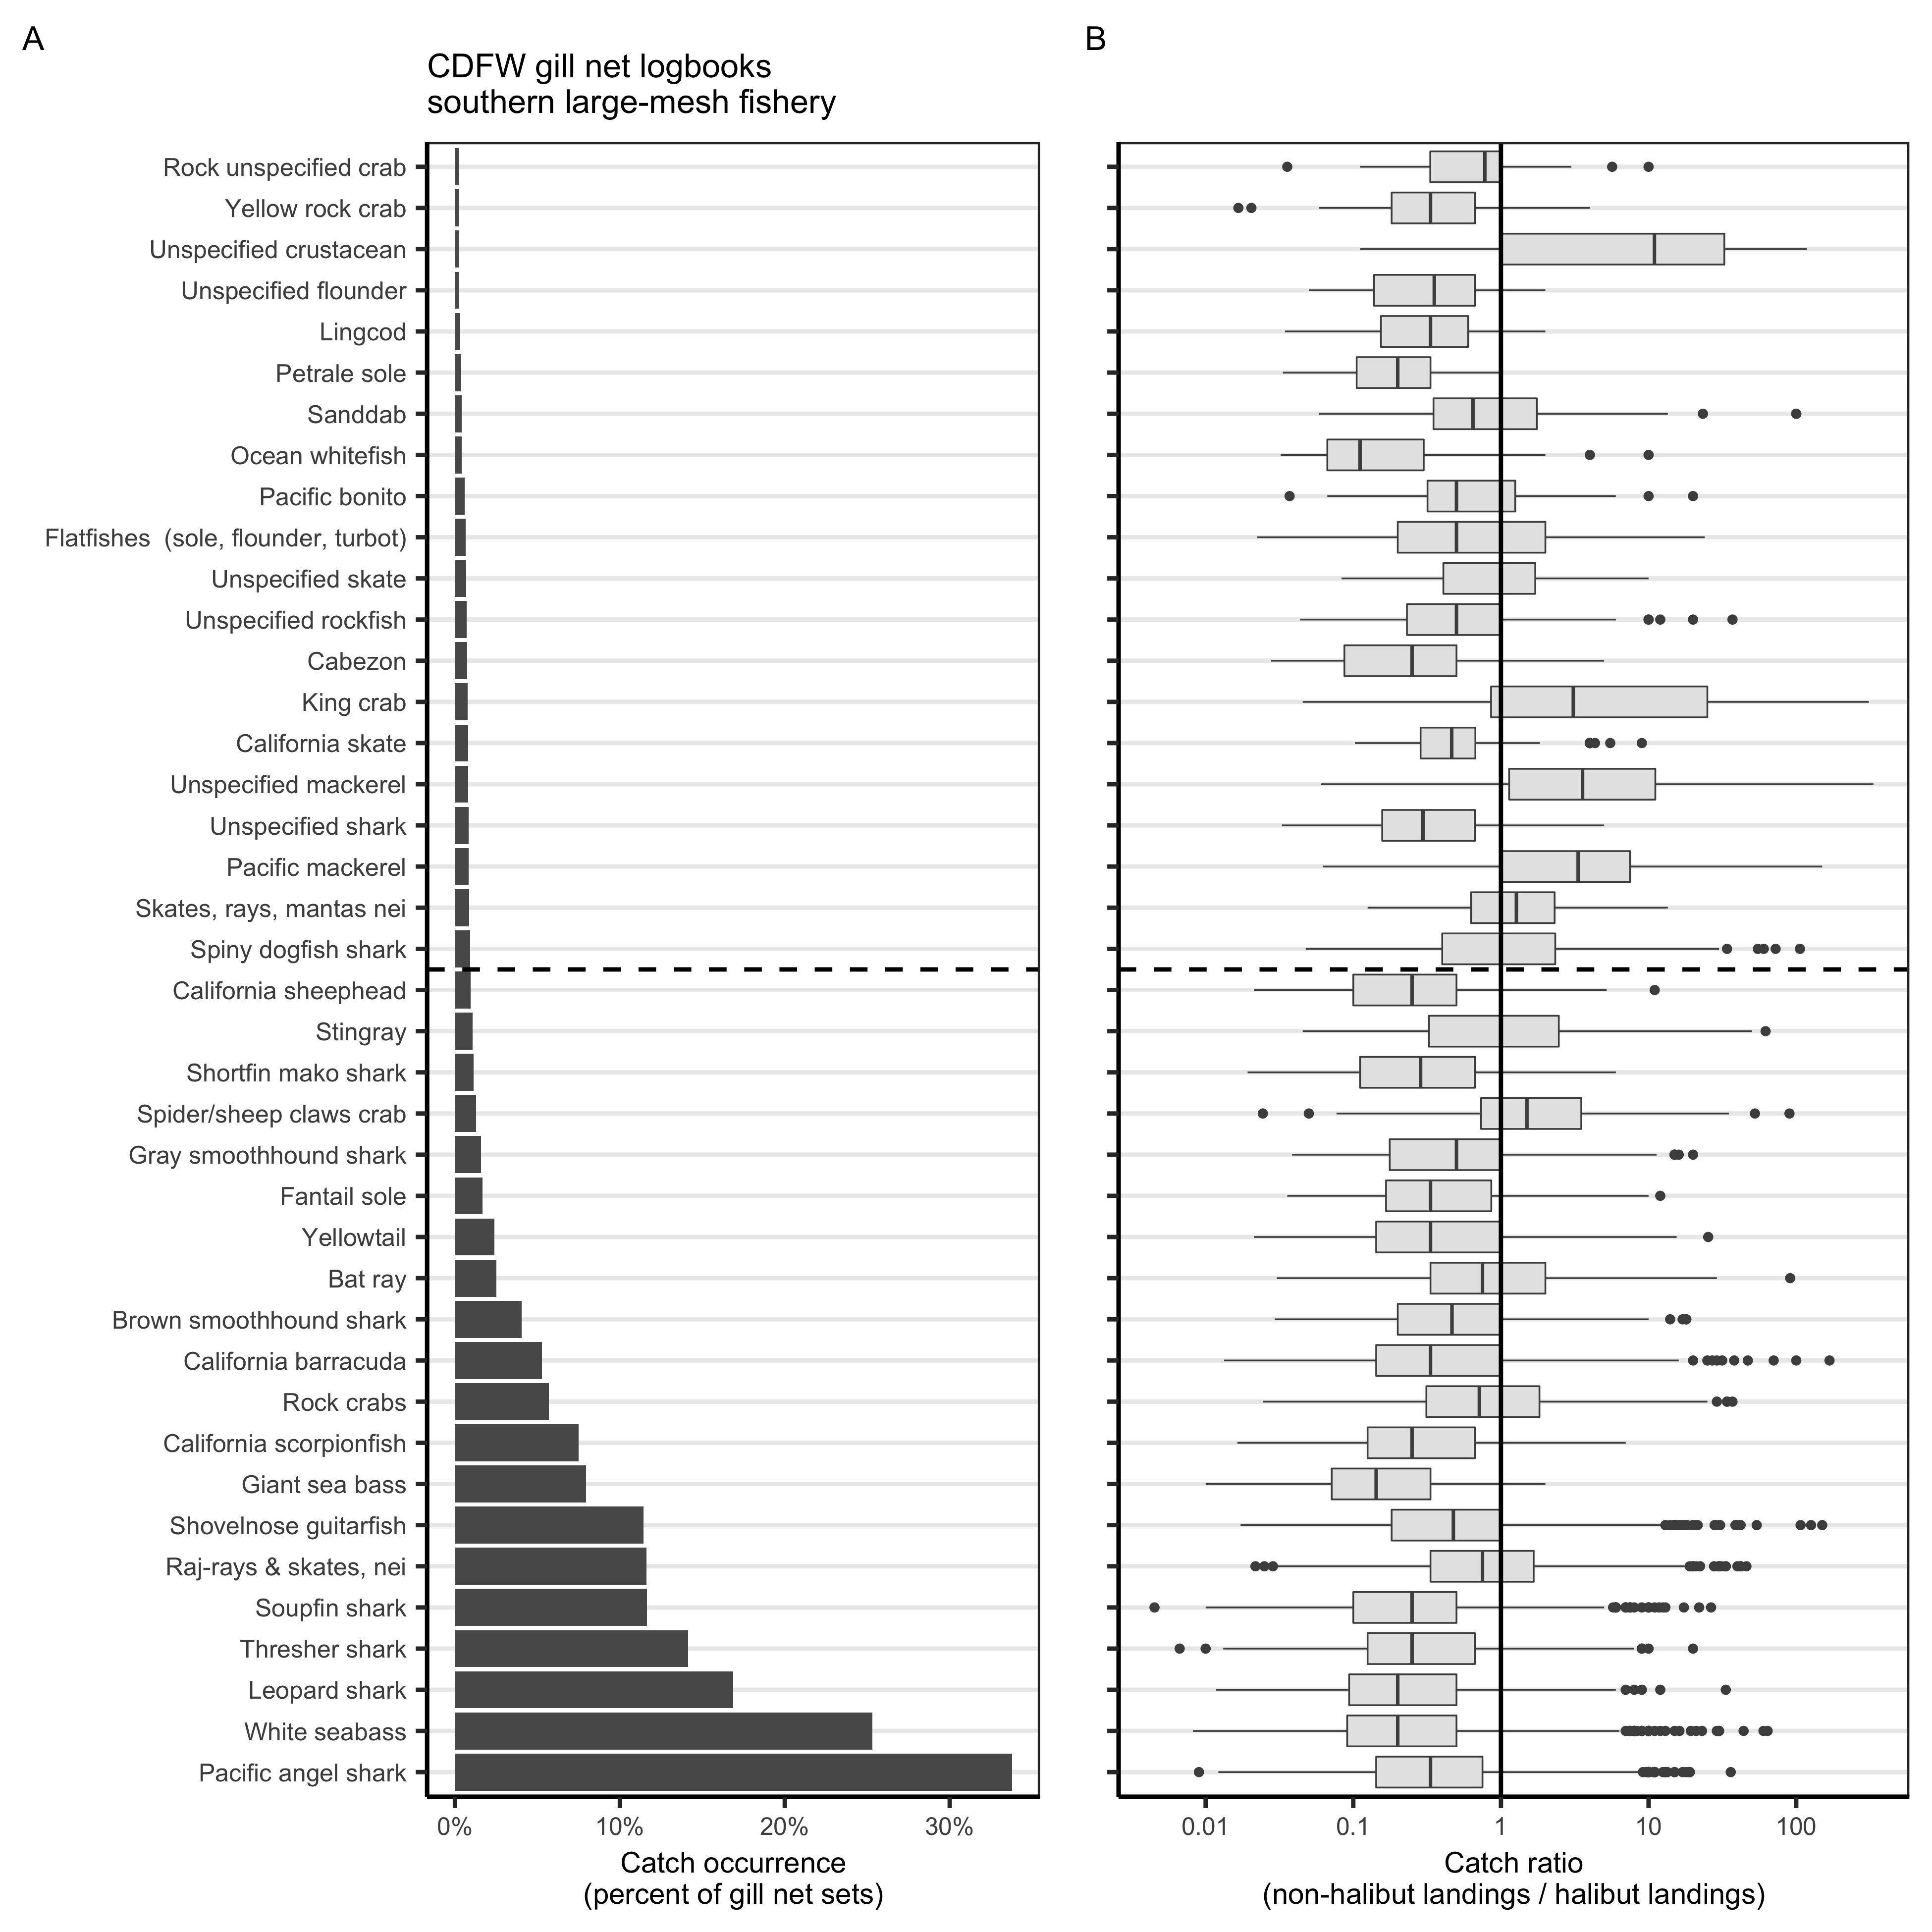 A
B
CDFW gill net logbooks
southern large-mesh fishery
Rock unspecified crab
Yellow rock crab
Unspecified crustacean
Unspecified flounder
Lingcod
Petrale sole
Sanddab
Ocean whitefish
Pacific bonito
Flatfishes  (sole, flounder, turbot)
Unspecified skate
Unspecified rockfish
Cabezon
King crab
California skate
Unspecified mackerel
Unspecified shark
Pacific mackerel
Skates, rays, mantas nei
Spiny dogfish shark
California sheephead
Stingray
Shortfin mako shark
Spider/sheep claws crab
Gray smoothhound shark
Fantail sole
Yellowtail
Bat ray
Brown smoothhound shark
California barracuda
Rock crabs
California scorpionfish
Giant sea bass
Shovelnose guitarfish
Raj-rays & skates, nei
Soupfin shark
Thresher shark
Leopard shark
White seabass
Pacific angel shark
0% 10% 20% 30%
Catch occurrence
(percent of gill net sets)
0.01 0.1 1 10 100
Catch ratio
(non-halibut landings / halibut landings)